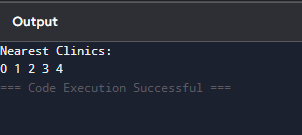 Output
Nearest Clinics:
0 1 2 3 4
=== Code Execution Successful ===